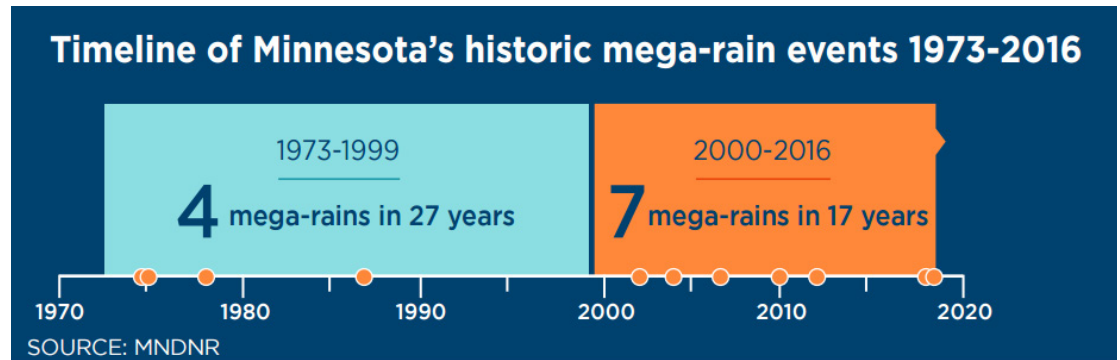 Timeline of Minnesota's historic mega-rain events 1973-2016
1973-1999
4 mega-rains in 27 years
2000-2016
7 mega-rains in 17 years
1970 1980 1990 2000 2010 2020
SOURCE: MNDNR